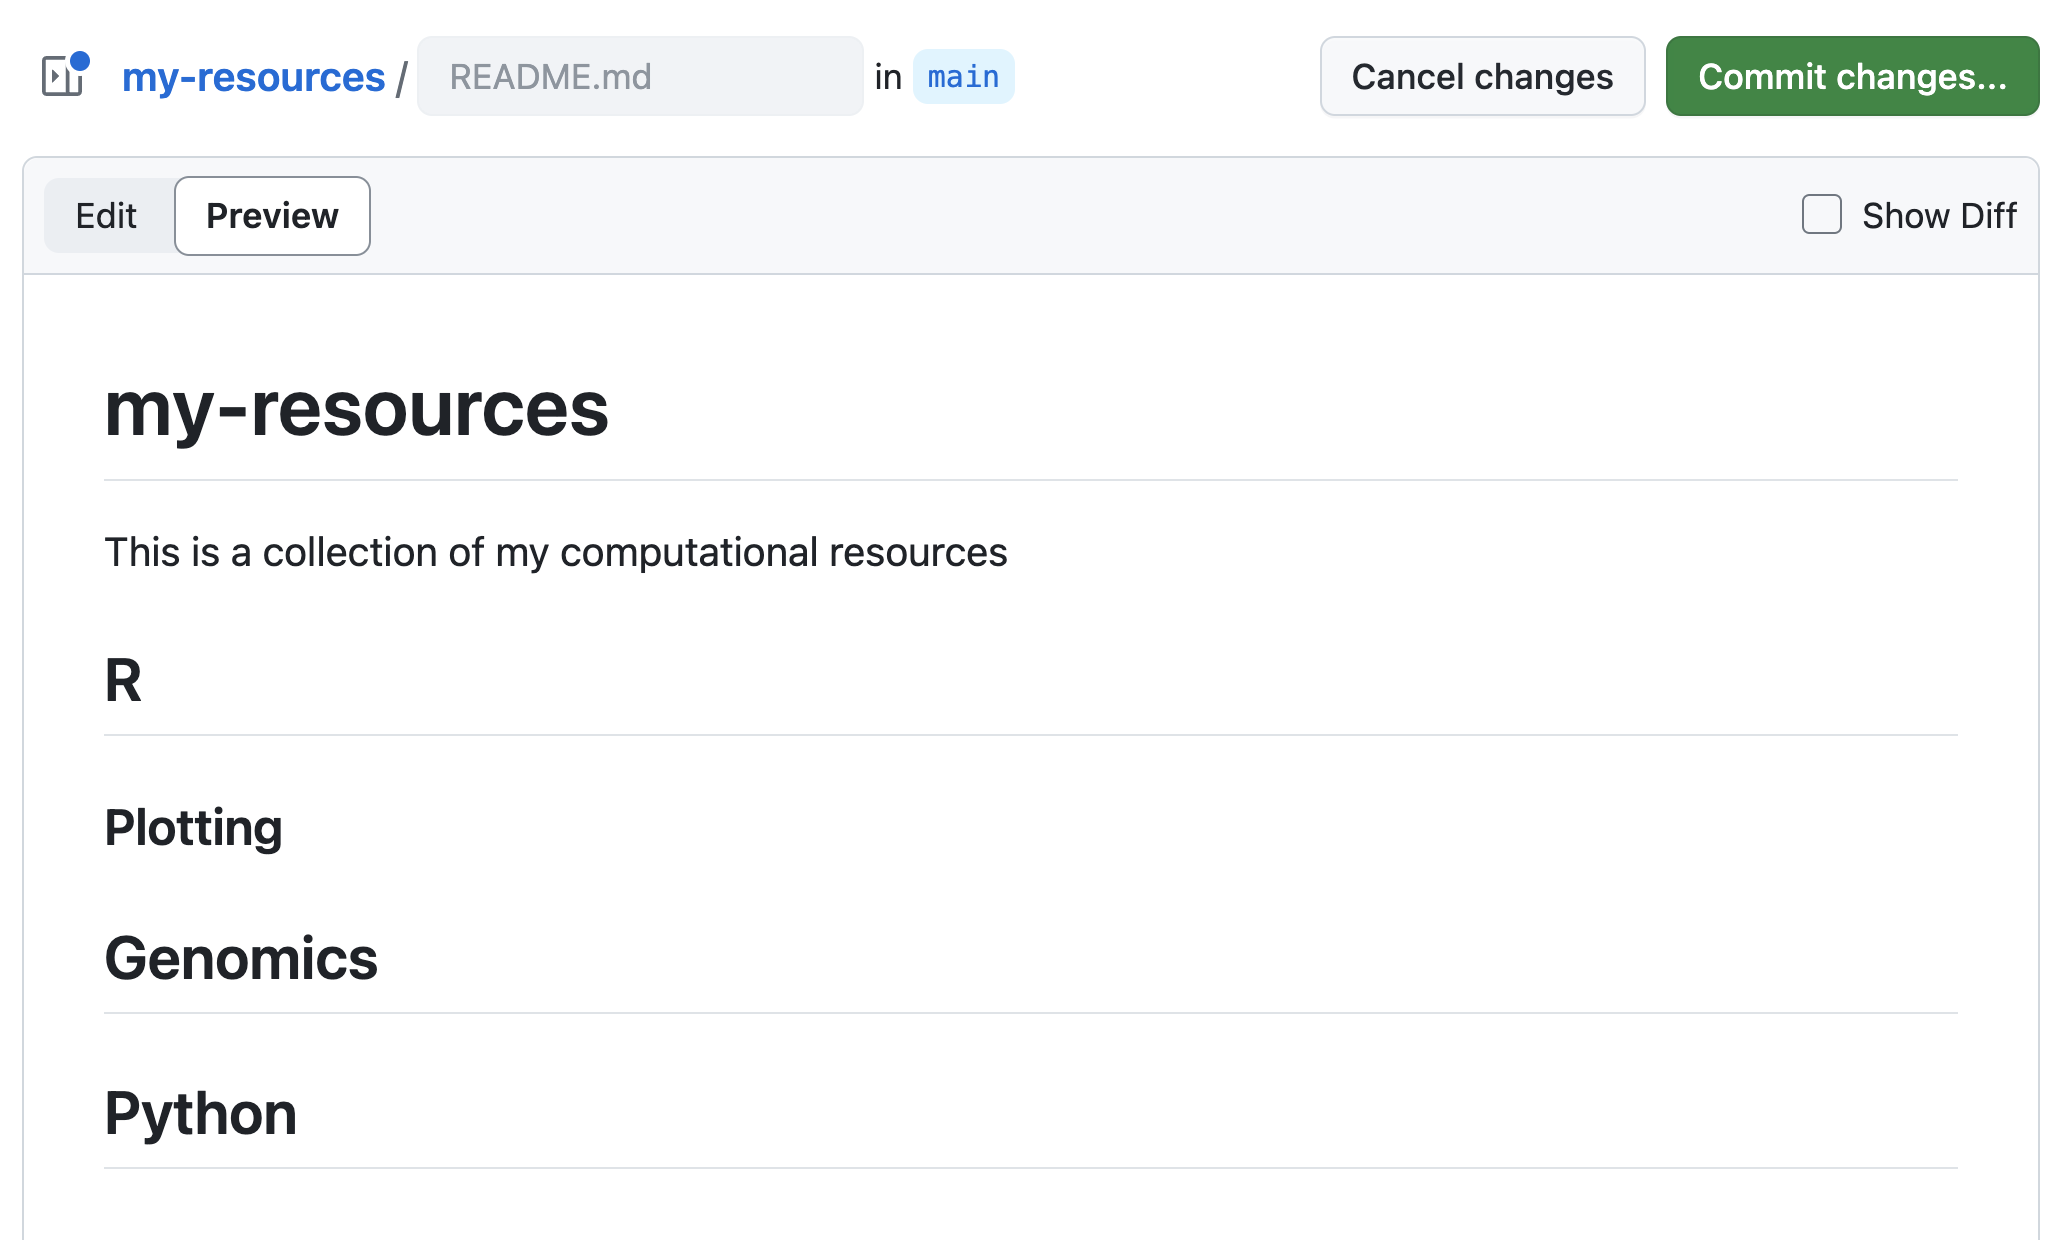 my-resources / README.md in main Cancel changes Commit changes...
Edit Preview Show Diff
my-resources
This is a collection of my computational resources
R
Plotting
Genomics
Python